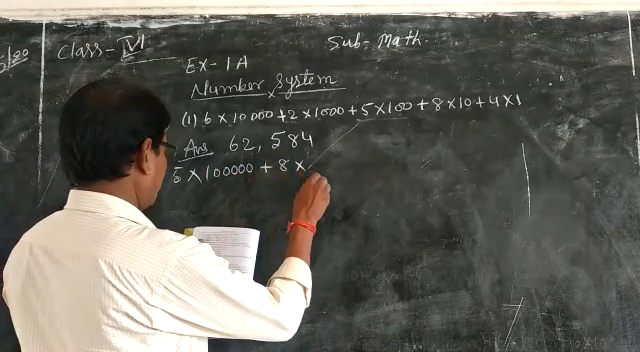 Class - VI
Sub- Math.
Ex- 1A
Number System
(1) 6 × 10000 + 2 × 1000 + 5 × 100 + 8 × 10 + 4 × 1
Ans 62,584
5 × 100000 + 8 ×